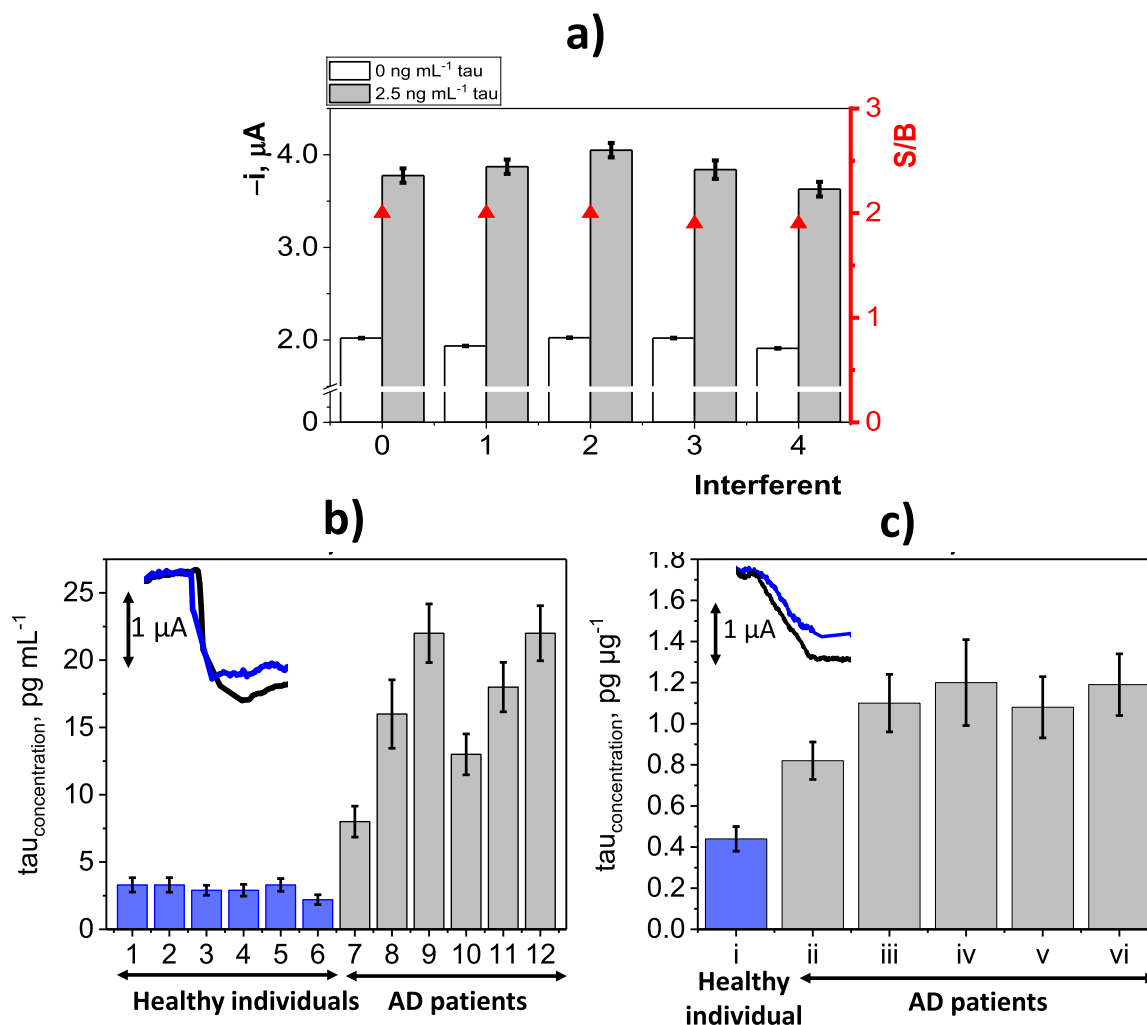 a)
0 ng mL⁻¹ tau
2.5 ng mL⁻¹ tau
–i, µA
4.0
3.0
2.0
0
S/B
3
2
1
0
0 1 2 3 4
Interferent
b)
tau concentration, pg mL⁻¹
25
20
15
10
5
0
1 µA
1 2 3 4 5 6 7 8 9 10 11 12
Healthy individuals AD patients
c)
tau concentration, pg µg⁻¹
1.8
1.6
1.4
1.2
1.0
0.8
0.6
0.4
0.2
0.0
1 µA
i ii iii iv v vi
Healthy
individual
AD patients